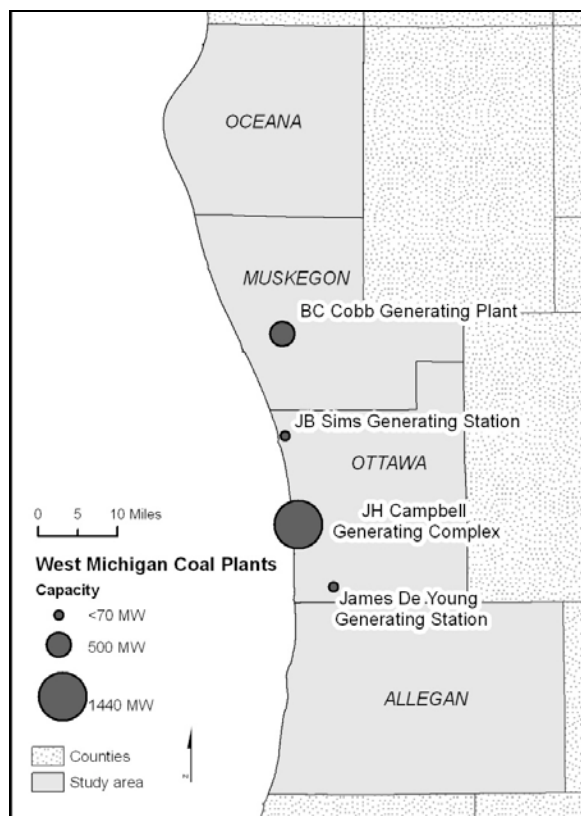 OCEANA
MUSKEGON
BC Cobb Generating Plant
JB Sims Generating Station
OTTAWA
JH Campbell
Generating Complex
James De Young
Generating Station
ALLEGAN
0 5 10 Miles
West Michigan Coal Plants
Capacity
<70 MW
500 MW
1440 MW
Counties
Study area
N